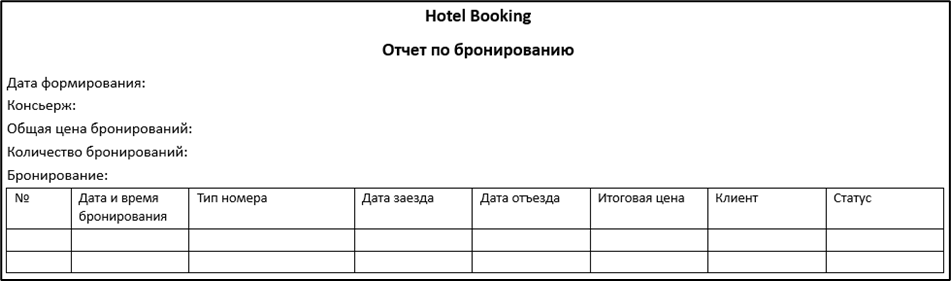 Hotel Booking
Отчет по бронированию
Дата формирования:
Консьерж:
Общая цена бронирований:
Количество бронирований:
Бронирование:
№ Дата и время Тип номера Дата заезда Дата отъезда Итоговая цена Клиент Статус
бронирования